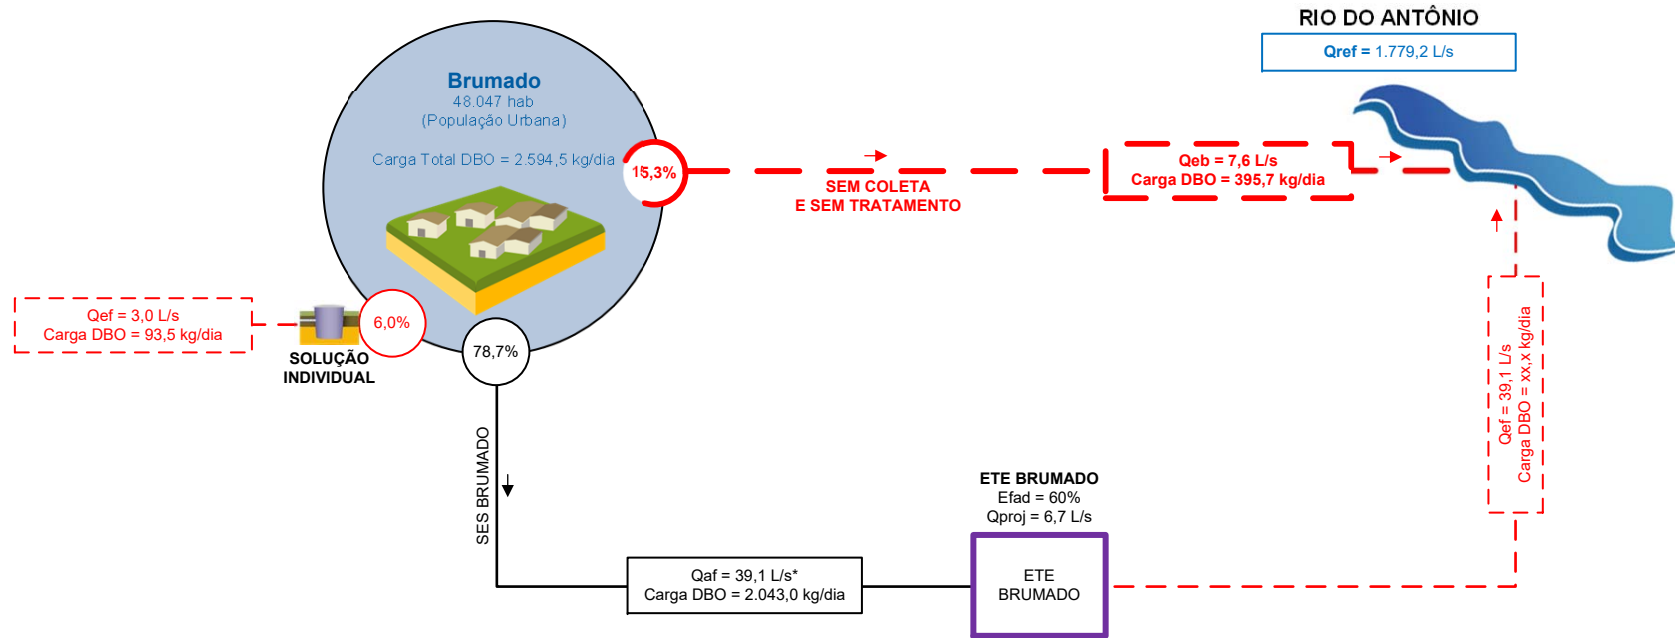 RIO DO ANTÔNIO
Qref = 1.779,2 L/s
Brumado
48.047 hab
(População Urbana)
Carga Total DBO = 2.594,5 kg/dia
15,3%
SEM COLETA
E SEM TRATAMENTO
Qeb = 7,6 L/s
Carga DBO = 395,7 kg/dia
Qef = 3,0 L/s
Carga DBO = 93,5 kg/dia
6,0%
SOLUÇÃO
INDIVIDUAL
78,7%
SES BRUMADO
Qef = 39,1 L/s
Carga DBO = xx,x kg/dia
ETE BRUMADO
Efad = 60%
Qproj = 6,7 L/s
Qaf = 39,1 L/s*
Carga DBO = 2.043,0 kg/dia
ETE
BRUMADO